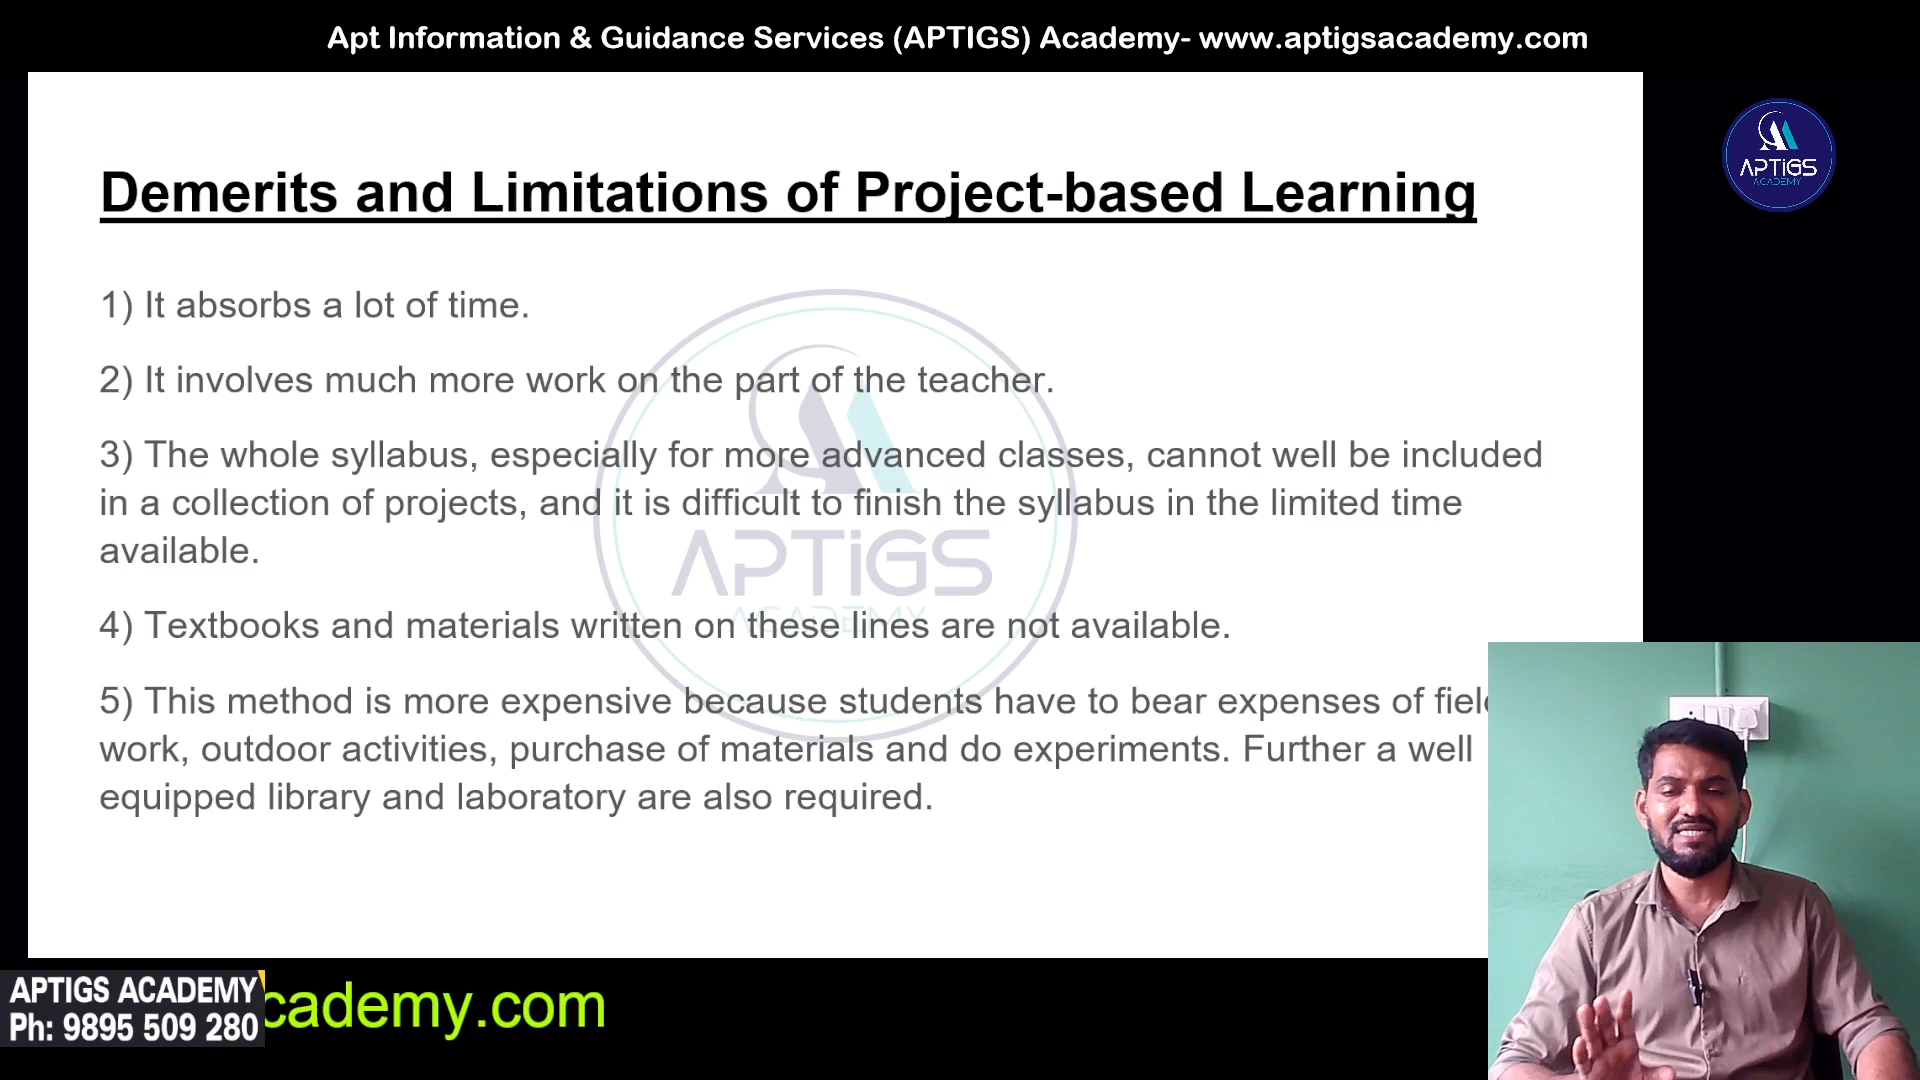 Apt Information & Guidance Services (APTIGS) Academy- www.aptigsacademy.com
APTiGS
ACADEMY
Demerits and Limitations of Project-based Learning
1) It absorbs a lot of time.
2) It involves much more work on the part of the teacher.
3) The whole syllabus, especially for more advanced classes, cannot well be included
in a collection of projects, and it is difficult to finish the syllabus in the limited time
available.
APTiGS
ACADEMY
4) Textbooks and materials written on these lines are not available.
5) This method is more expensive because students have to bear expenses of
work, outdoor activities, purchase of materials and do experiments. Further a well
equipped library and laboratory are also required.
APTIGS ACADEMY
Ph: 9895 509 280
cademy.com